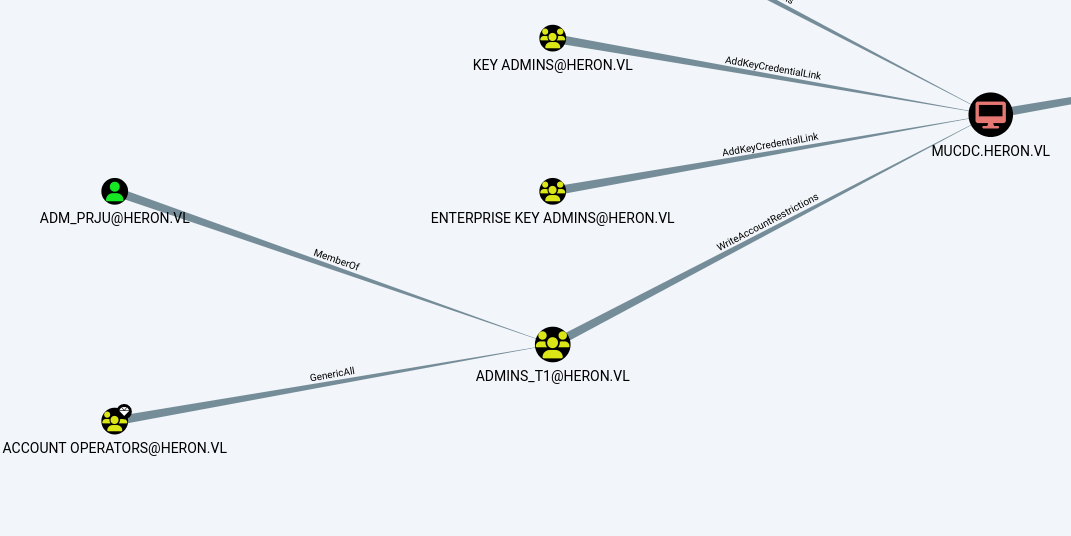 KEY ADMINS@HERON.VL
AddKeyCredentialLink
MUCDC.HERON.VL
AddKeyCredentialLink
ENTERPRISE KEY ADMINS@HERON.VL
ADM_PRJU@HERON.VL
WriteAccountRestrictions
MemberOf
ADMINS_T1@HERON.VL
GenericAll
ACCOUNT OPERATORS@HERON.VL